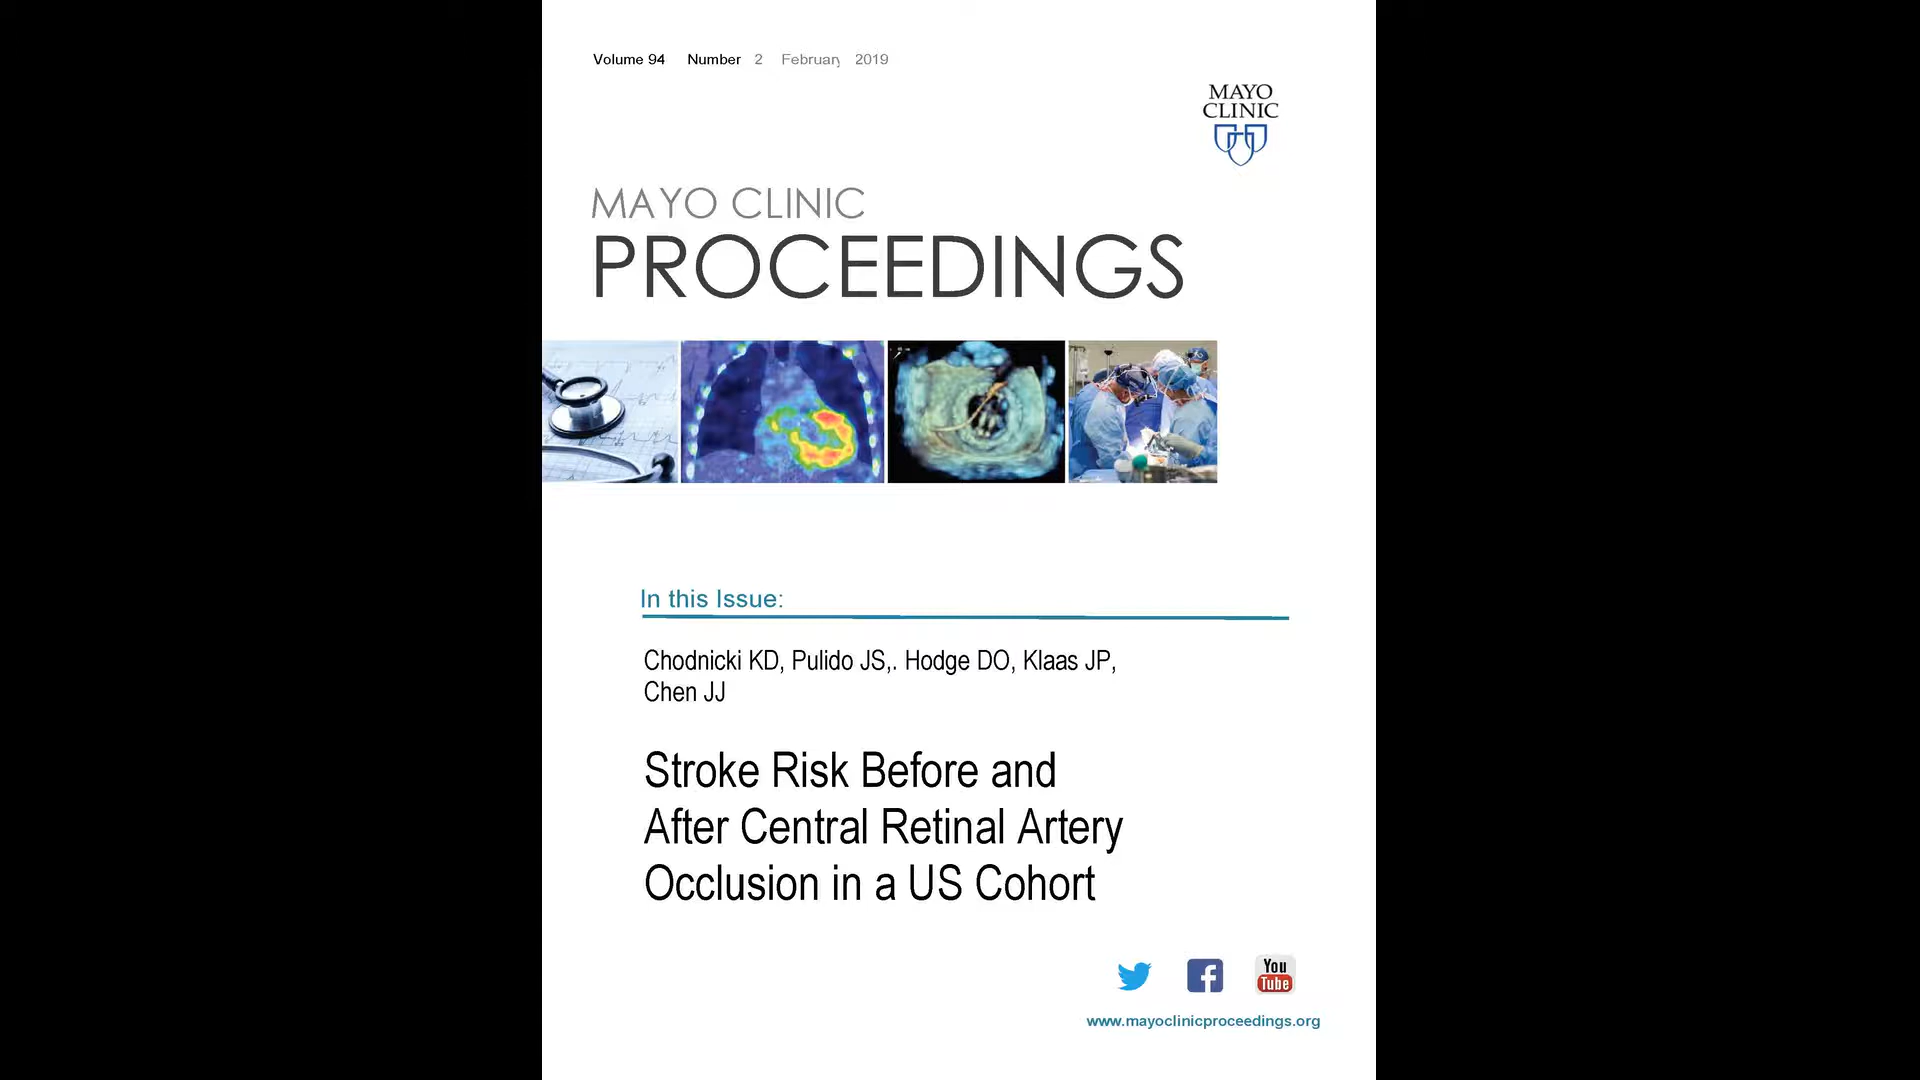 Volume 94 Number 2 February 2019
MAYO
CLINIC
MAYO CLINIC
PROCEEDINGS
In this Issue:
Chodnicki KD, Pulido JS,. Hodge DO, Klaas JP,
Chen JJ
Stroke Risk Before and
After Central Retinal Artery
Occlusion in a US Cohort
You
Tube
www.mayoclinicproceedings.org